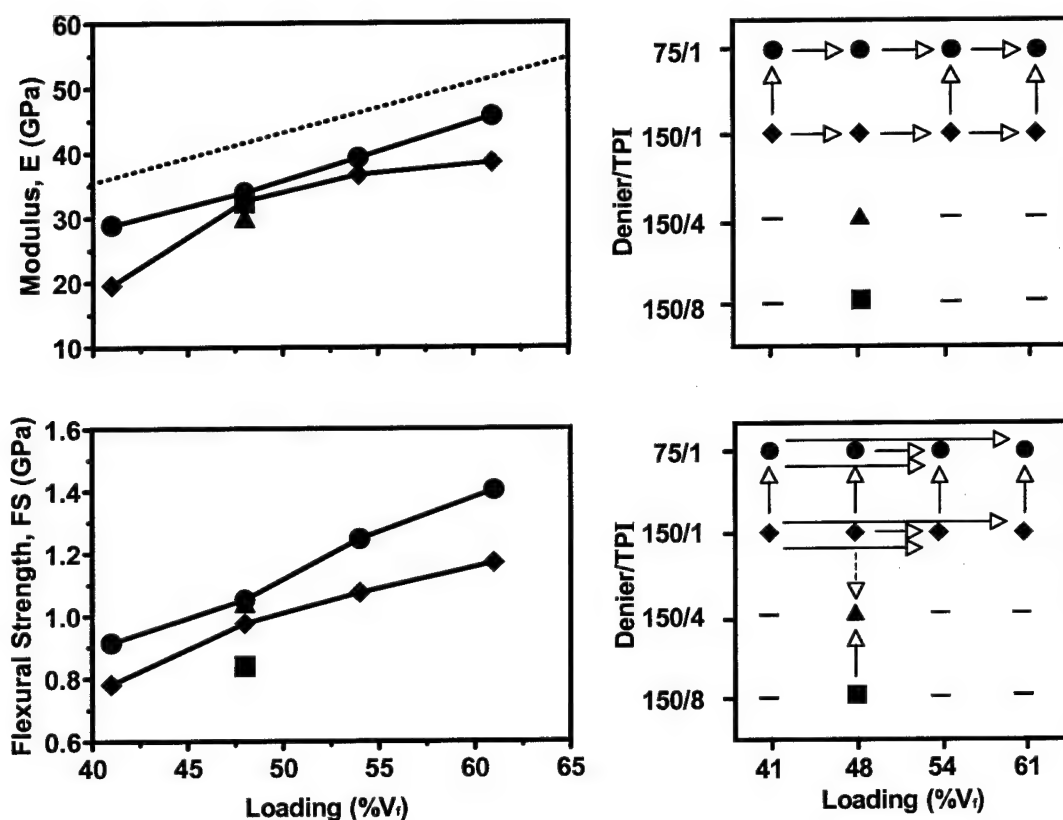 Modulus, E (GPa)
60
50
40
30
20
10
Denier/TPI
75/1
150/1
150/4
150/8
Flexural Strength, FS (GPa)
1.6
1.4
1.2
1.0
0.8
0.6
40 45 50 55 60 65
Loading (%Vf)
Denier/TPI
75/1
150/1
150/4
150/8
41 48 54 61
Loading (%Vf)